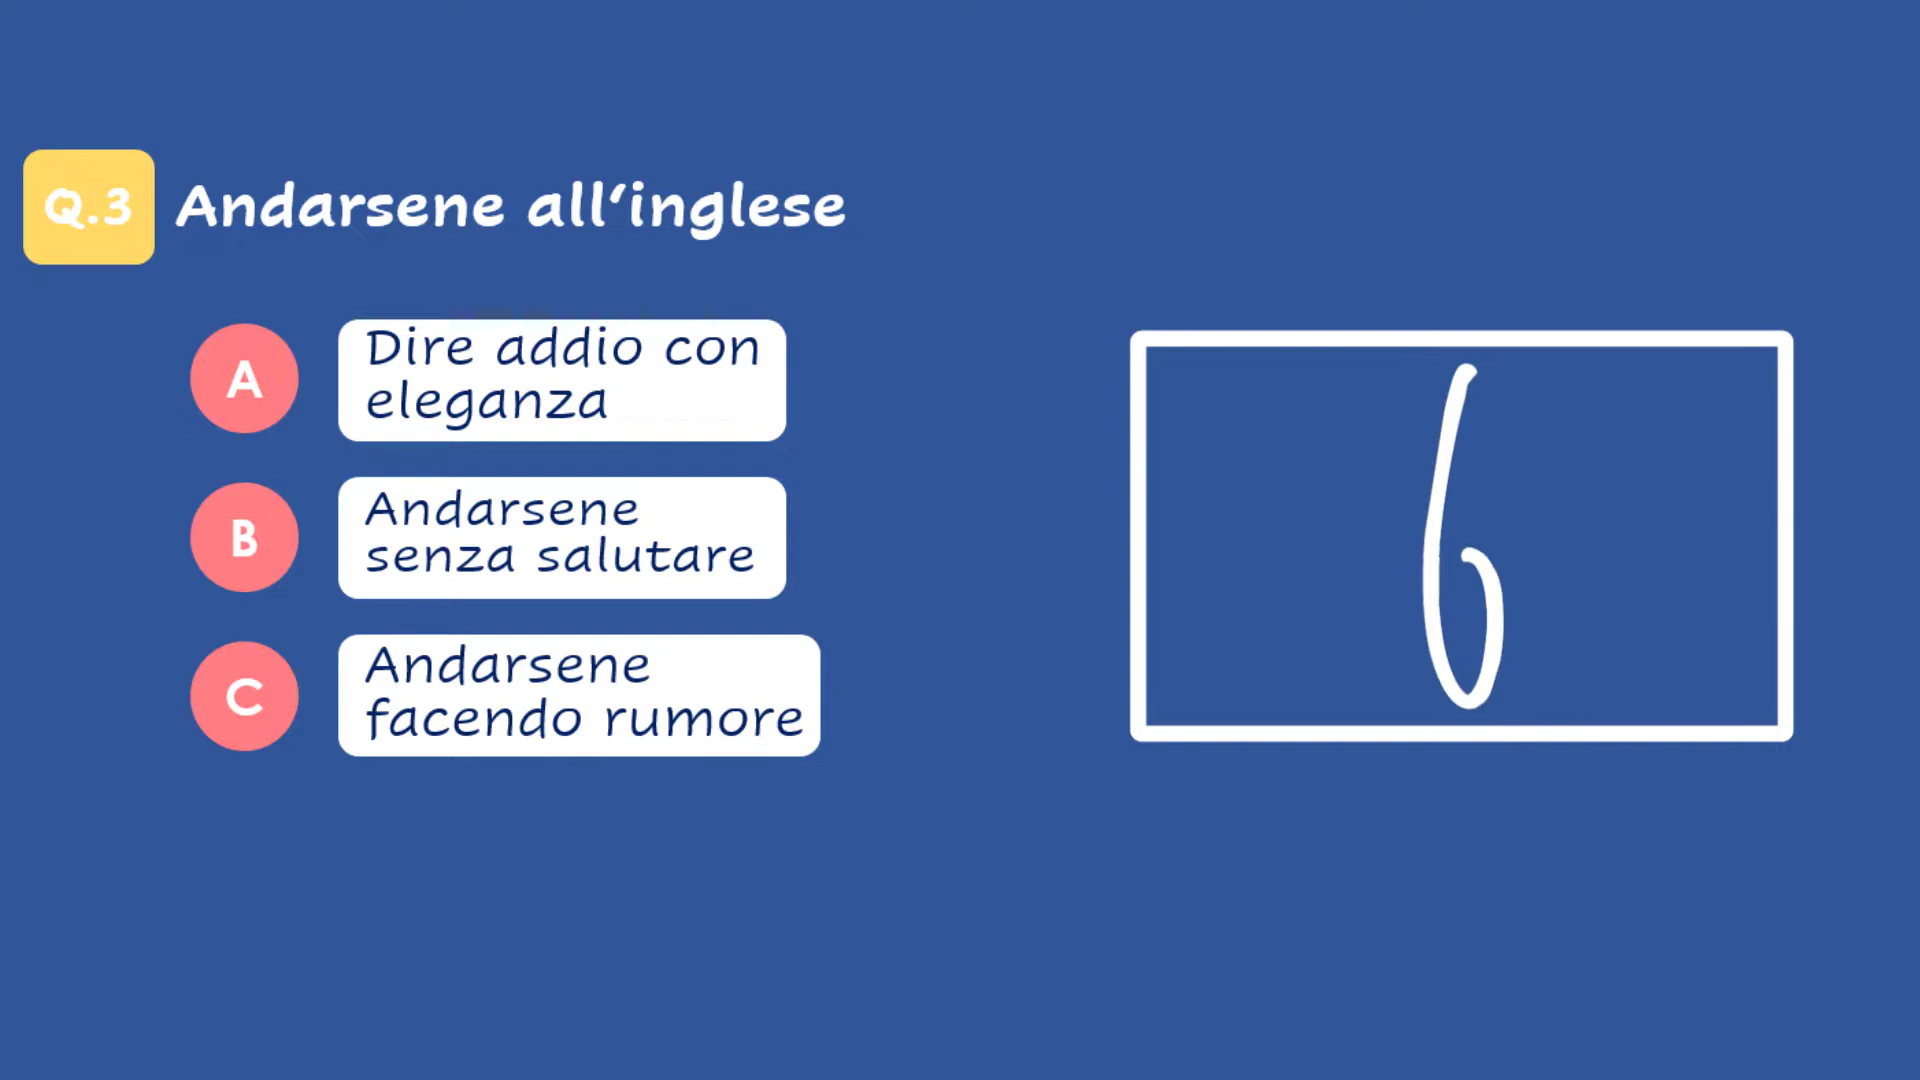 Q.3 Andarsene all‘inglese
A Dire addio con
eleganza
B Andarsene
senza salutare
C Andarsene
facendo rumore
6